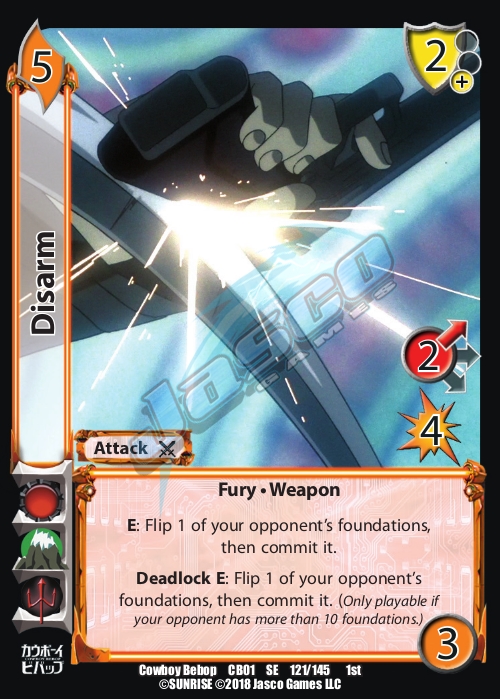 5
2
+
Disarm
Jasco
GAMES
2
4
Attack
Fury • Weapon
E: Flip 1 of your opponent's foundations,
then commit it.
Deadlock E: Flip 1 of your opponent's
foundations, then commit it. (Only playable if
your opponent has more than 10 foundations.)
カウボーイ
ビバップ
3
Cowboy Bebop CB01 SE 121/145 1st
©SUNRISE ©2018 Jasco Games LLC